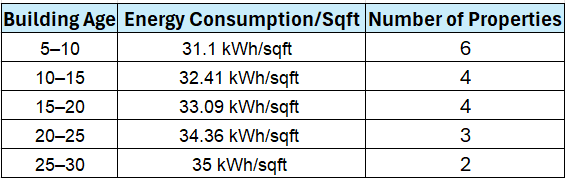 Building Age Energy Consumption/Sqft Number of Properties
5–10 31.1 kWh/sqft 6
10–15 32.41 kWh/sqft 4
15–20 33.09 kWh/sqft 4
20–25 34.36 kWh/sqft 3
25–30 35 kWh/sqft 2